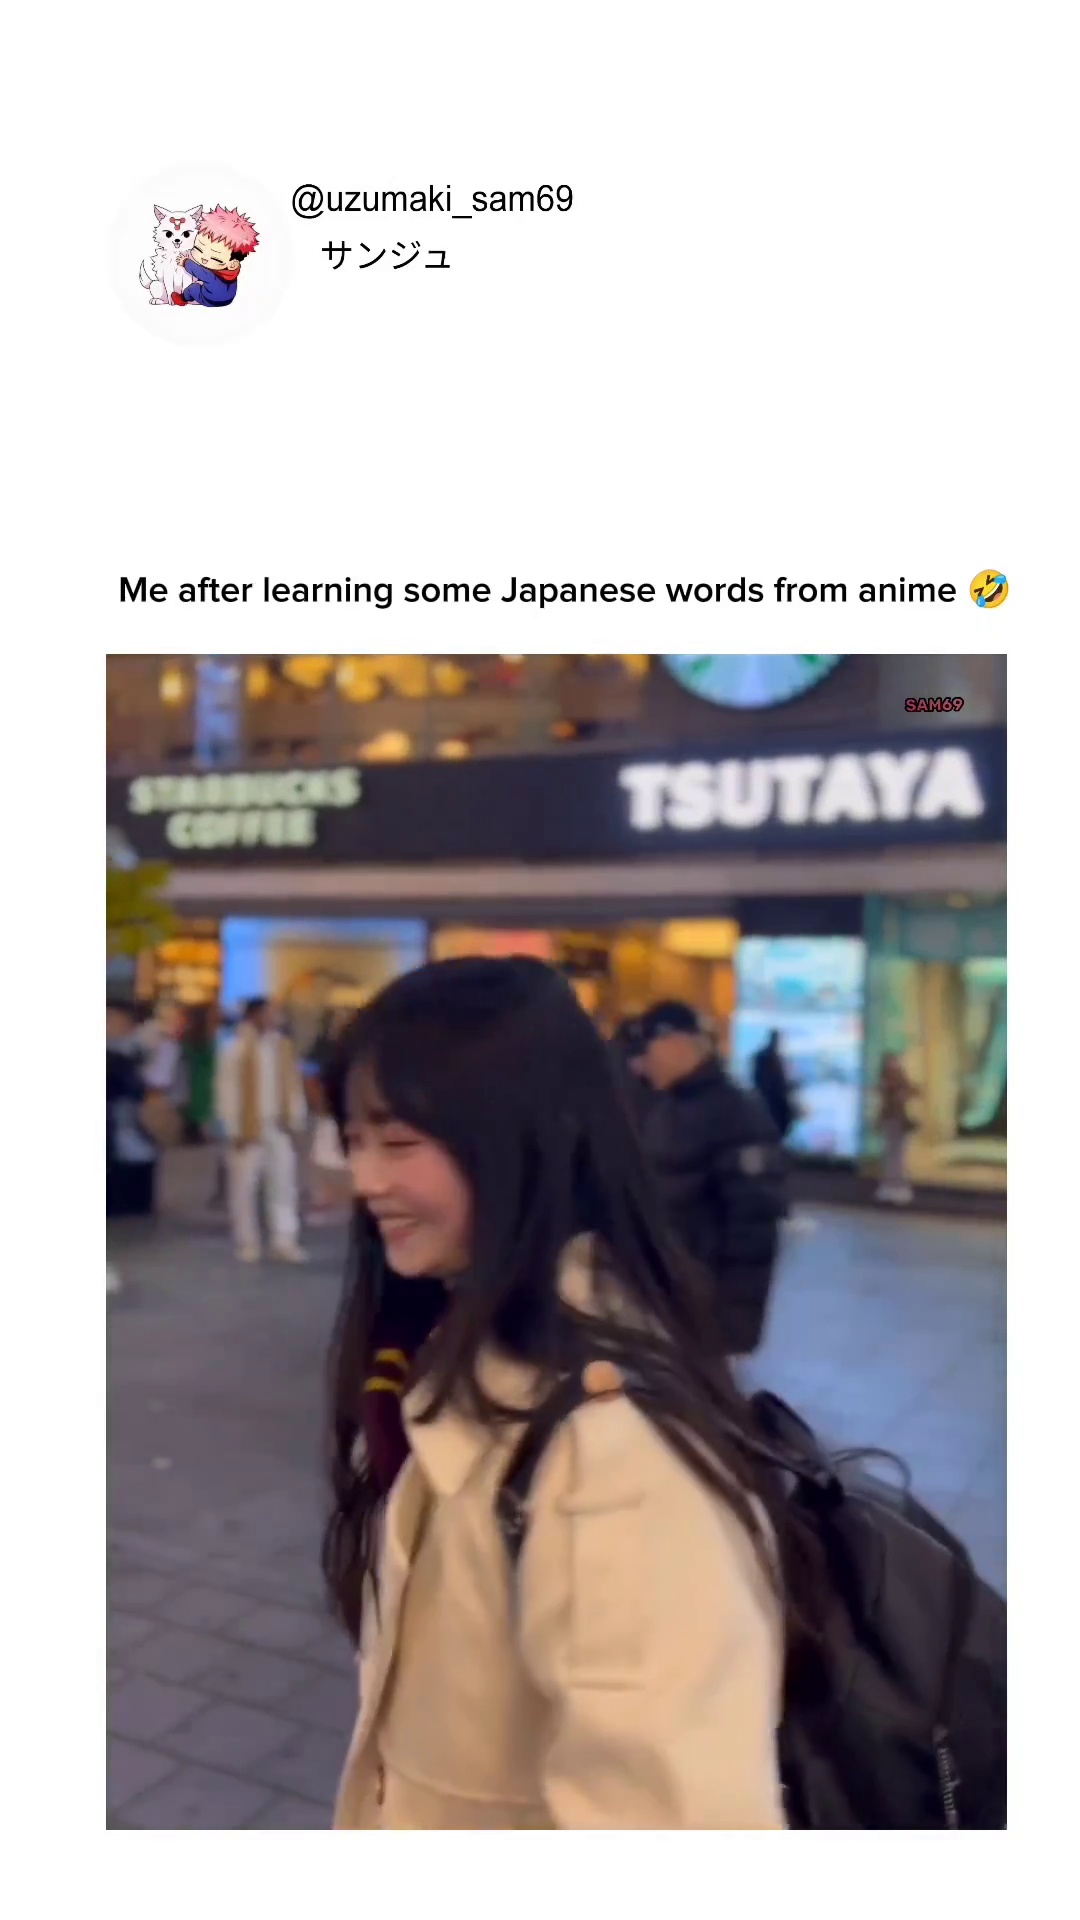 @uzumaki_sam69
サンジュ
Me after learning some Japanese words from anime 🤣
SAM69
STARBUCKS
COFFEE
TSUTAYA